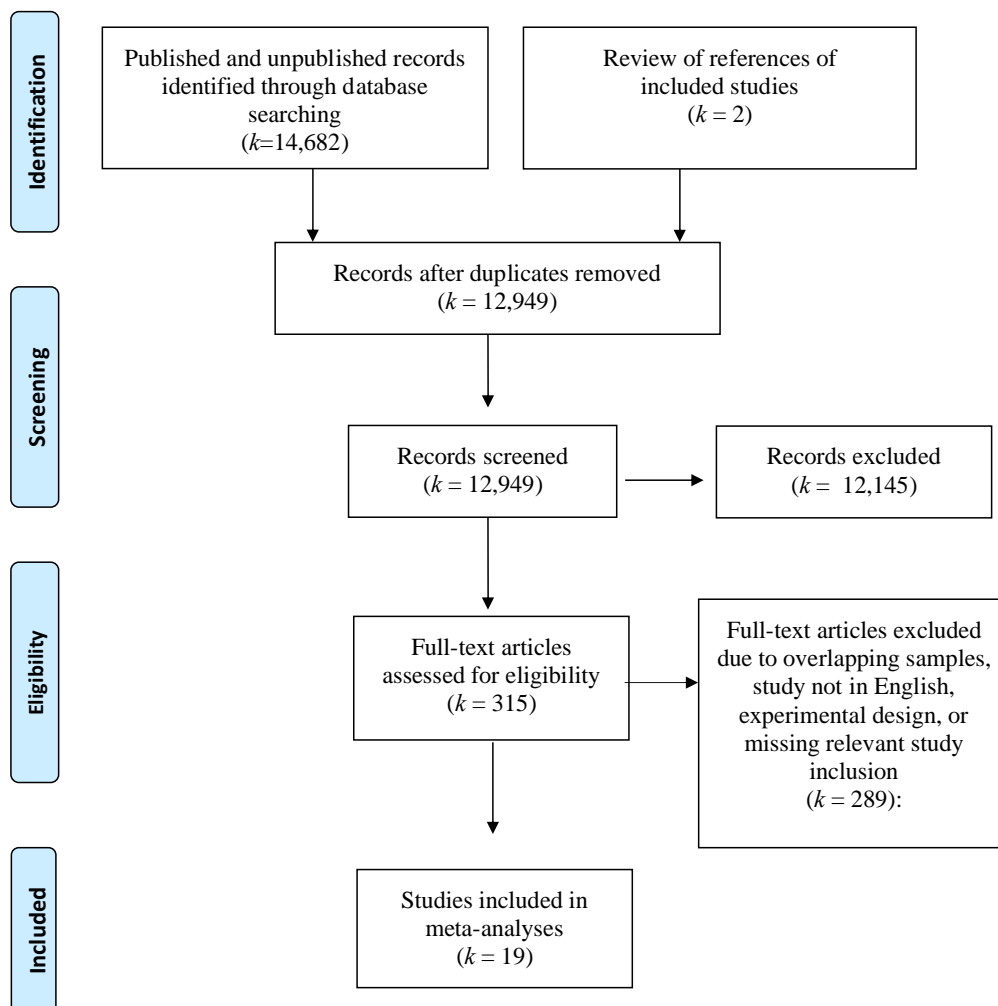 Identification
Published and unpublished records
identified through database
searching
(k=14,682)
Review of references of
included studies
(k = 2)
Records after duplicates removed
(k = 12,949)
Screening
Records screened
(k = 12,949)
Records excluded
(k =  12,145)
Eligibility
Full-text articles
assessed for eligibility
(k = 315)
Full-text articles excluded
due to overlapping samples,
study not in English,
experimental design, or
missing relevant study
inclusion
(k = 289):
Included
Studies included in
meta-analyses
(k = 19)